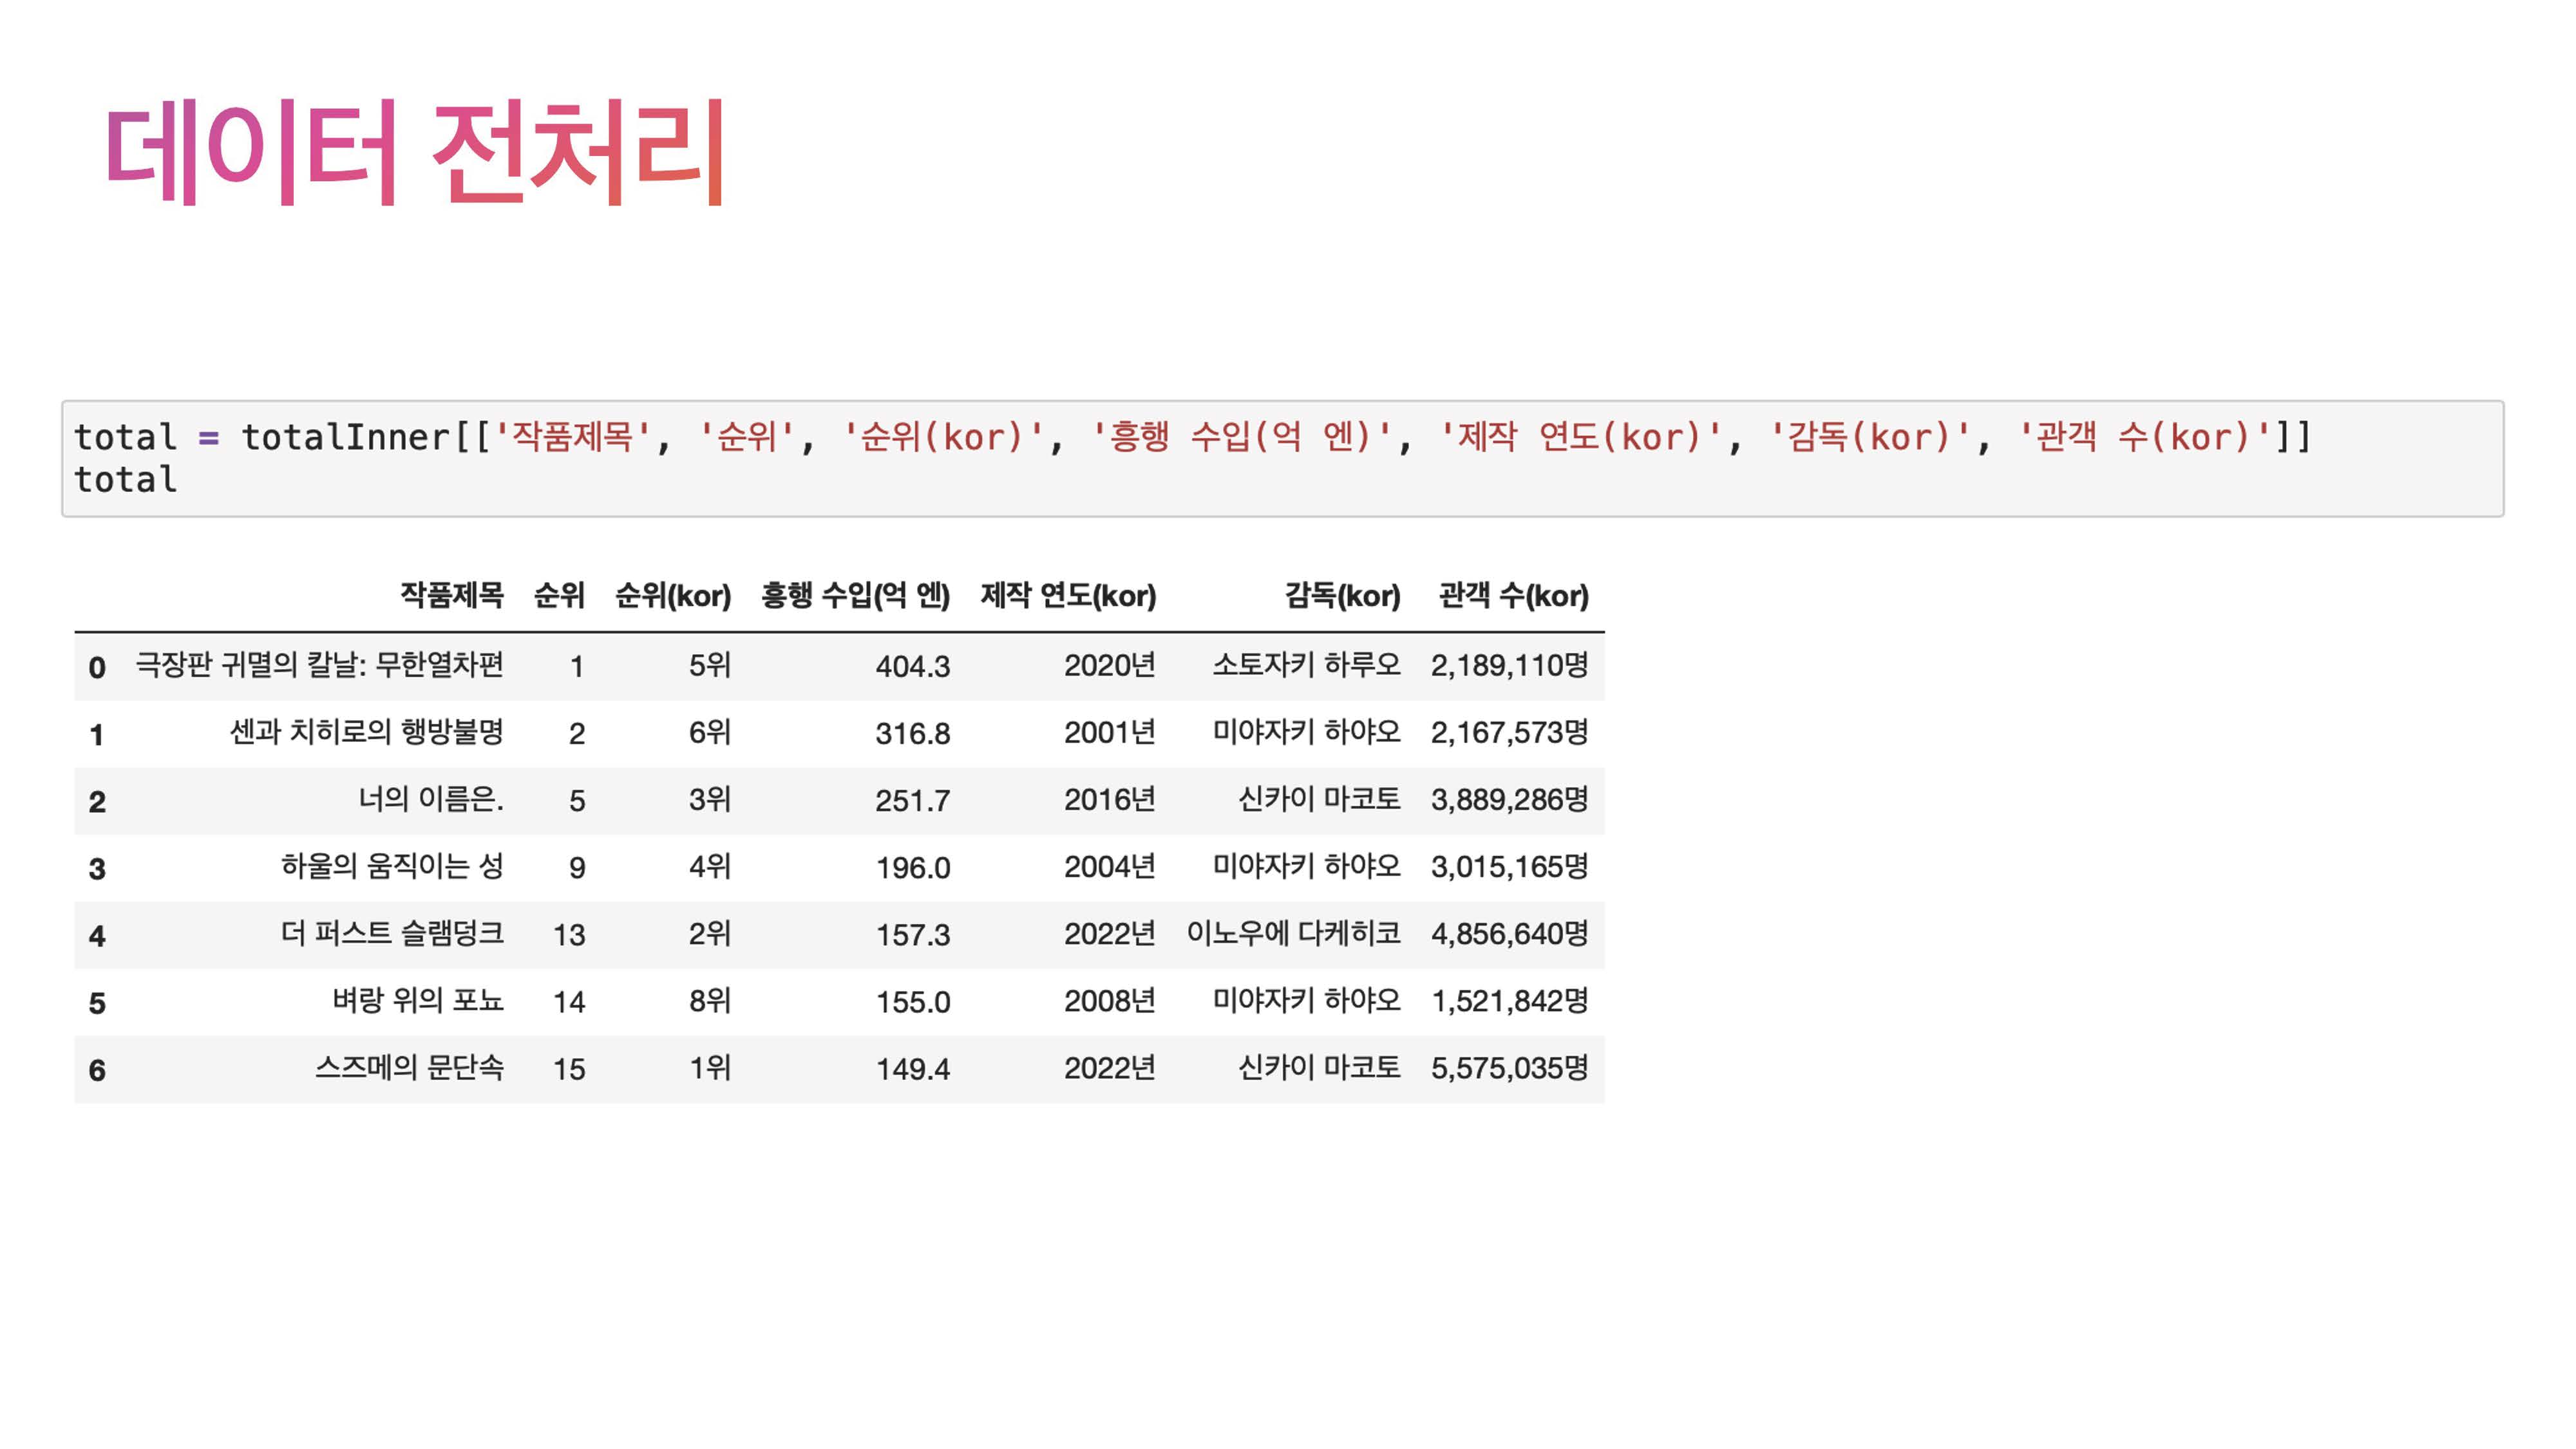 데이터 전처리
total = totalInner[['작품제목', '순위', '순위(kor)', '흥행 수입(억 엔)', '제작 연도(kor)', '감독(kor)', '관객 수(kor)']]
total
작품제목 순위 순위(kor) 흥행 수입(억 엔) 제작 연도(kor) 감독(kor) 관객 수(kor)
0 극장판 귀멸의 칼날: 무한열차편 1 5위 404.3 2020년 소토자키 하루오 2,189,110명
1 센과 치히로의 행방불명 2 6위 316.8 2001년 미야자키 하야오 2,167,573명
2 너의 이름은. 5 3위 251.7 2016년 신카이 마코토 3,889,286명
3 하울의 움직이는 성 9 4위 196.0 2004년 미야자키 하야오 3,015,165명
4 더 퍼스트 슬램덩크 13 2위 157.3 2022년 이노우에 다케히코 4,856,640명
5 벼랑 위의 포뇨 14 8위 155.0 2008년 미야자키 하야오 1,521,842명
6 스즈메의 문단속 15 1위 149.4 2022년 신카이 마코토 5,575,035명